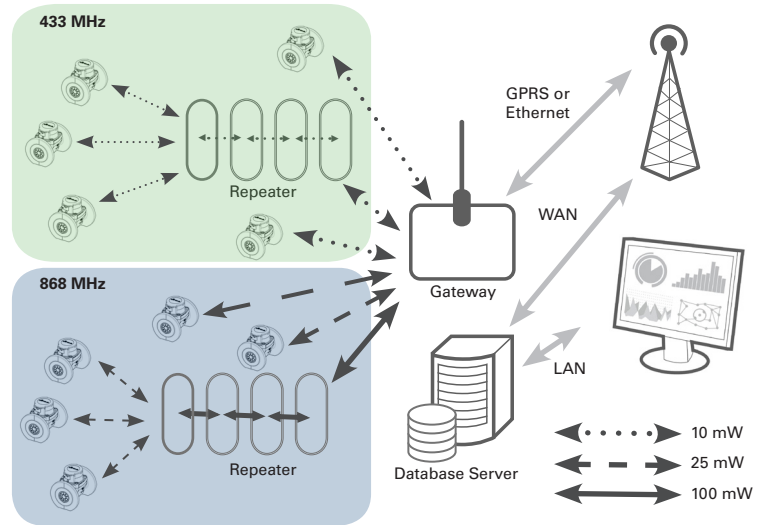 433 MHz
GPRS or
Ethernet
Repeater
WAN
Gateway
868 MHz
LAN
Repeater
Database Server
10 mW
25 mW
100 mW